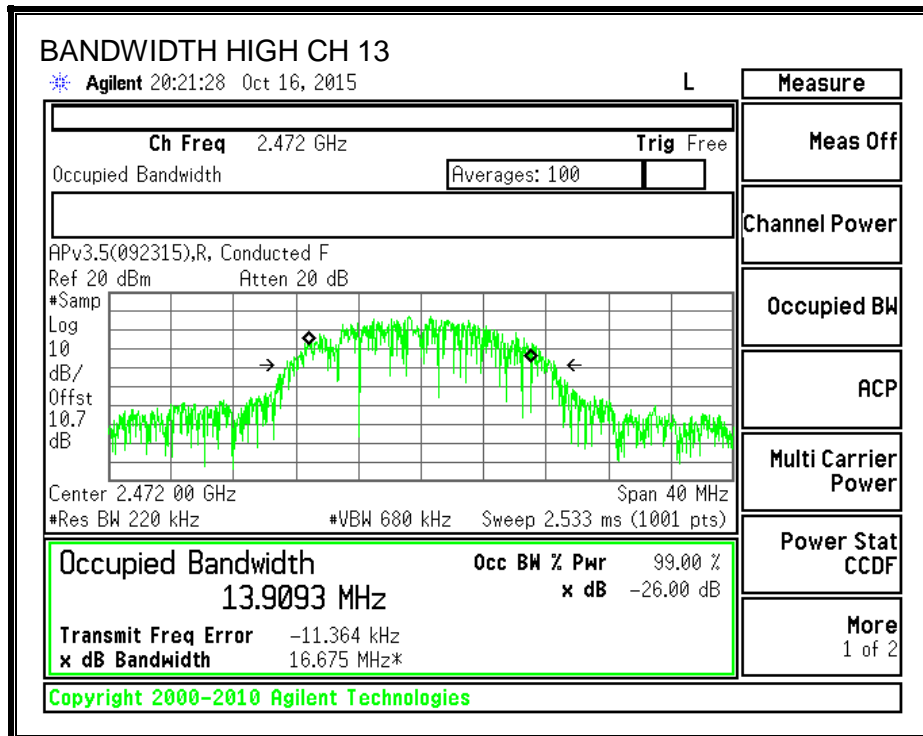 BANDWIDTH HIGH CH 13
Agilent 20:21:28 Oct 16, 2015 L
Measure
Ch Freq 2.472 GHz Trig Free
Meas Off
Occupied Bandwidth Averages: 100
Channel Power
APv3.5(092315),R, Conducted F
Ref 20 dBm Atten 20 dB
#Samp
Log
10
dB/
Offst
10.7
dB
Occupied BW
ACP
Center 2.472 00 GHz Span 40 MHz
#Res BW 220 kHz #VBW 680 kHz Sweep 2.533 ms (1001 pts)
Multi Carrier
Power
Occupied Bandwidth
13.9093 MHz
Occ BW % Pwr 99.00 %
x dB -26.00 dB
Transmit Freq Error -11.364 kHz
x dB Bandwidth 16.675 MHz*
Power Stat
CCDF
More
1 of 2
Copyright 2000-2010 Agilent Technologies